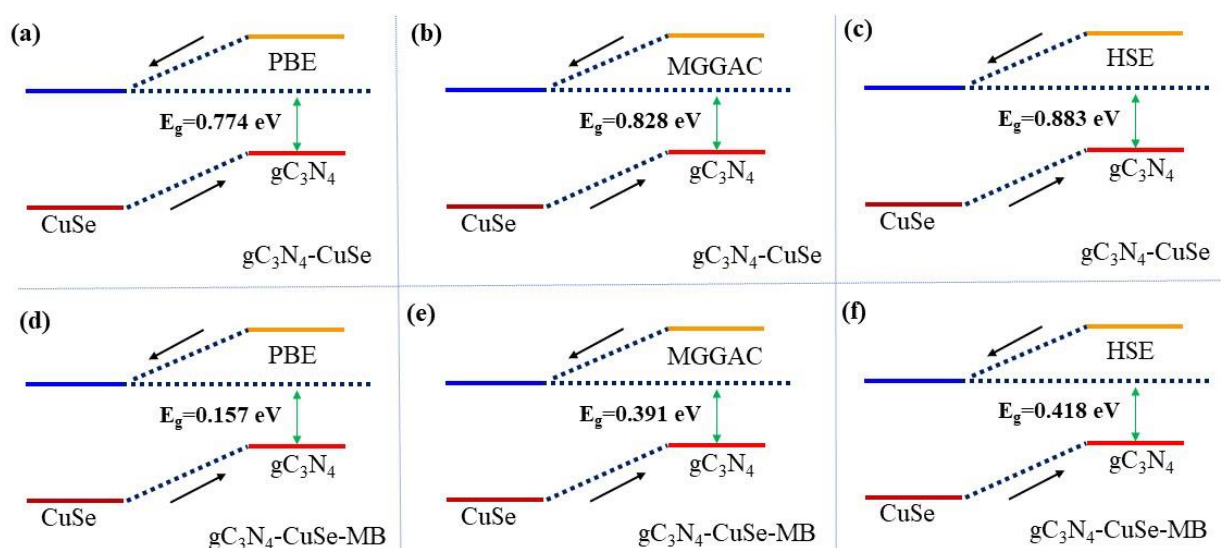 (a)
PBE
E_g=0.774 eV
gC₃N₄
CuSe
gC₃N₄-CuSe
(b)
MGGAC
E_g=0.828 eV
gC₃N₄
CuSe
gC₃N₄-CuSe
(c)
HSE
E_g=0.883 eV
gC₃N₄
CuSe
gC₃N₄-CuSe
(d)
PBE
E_g=0.157 eV
gC₃N₄
CuSe
gC₃N₄-CuSe-MB
(e)
MGGAC
E_g=0.391 eV
gC₃N₄
CuSe
gC₃N₄-CuSe-MB
(f)
HSE
E_g=0.418 eV
gC₃N₄
CuSe
gC₃N₄-CuSe-MB